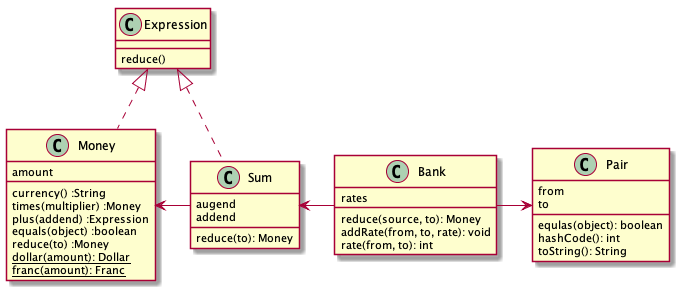 C Expression
reduce()
C Money
amount
currency() :String
times(multiplier) :Money
plus(addend) :Expression
equals(object) :boolean
reduce(to) :Money
dollar(amount): Dollar
franc(amount): Franc
C Sum
augend
addend
reduce(to): Money
C Bank
rates
reduce(source, to): Money
addRate(from, to, rate): void
rate(from, to): int
C Pair
from
to
equlas(object): boolean
hashCode(): int
toString(): String